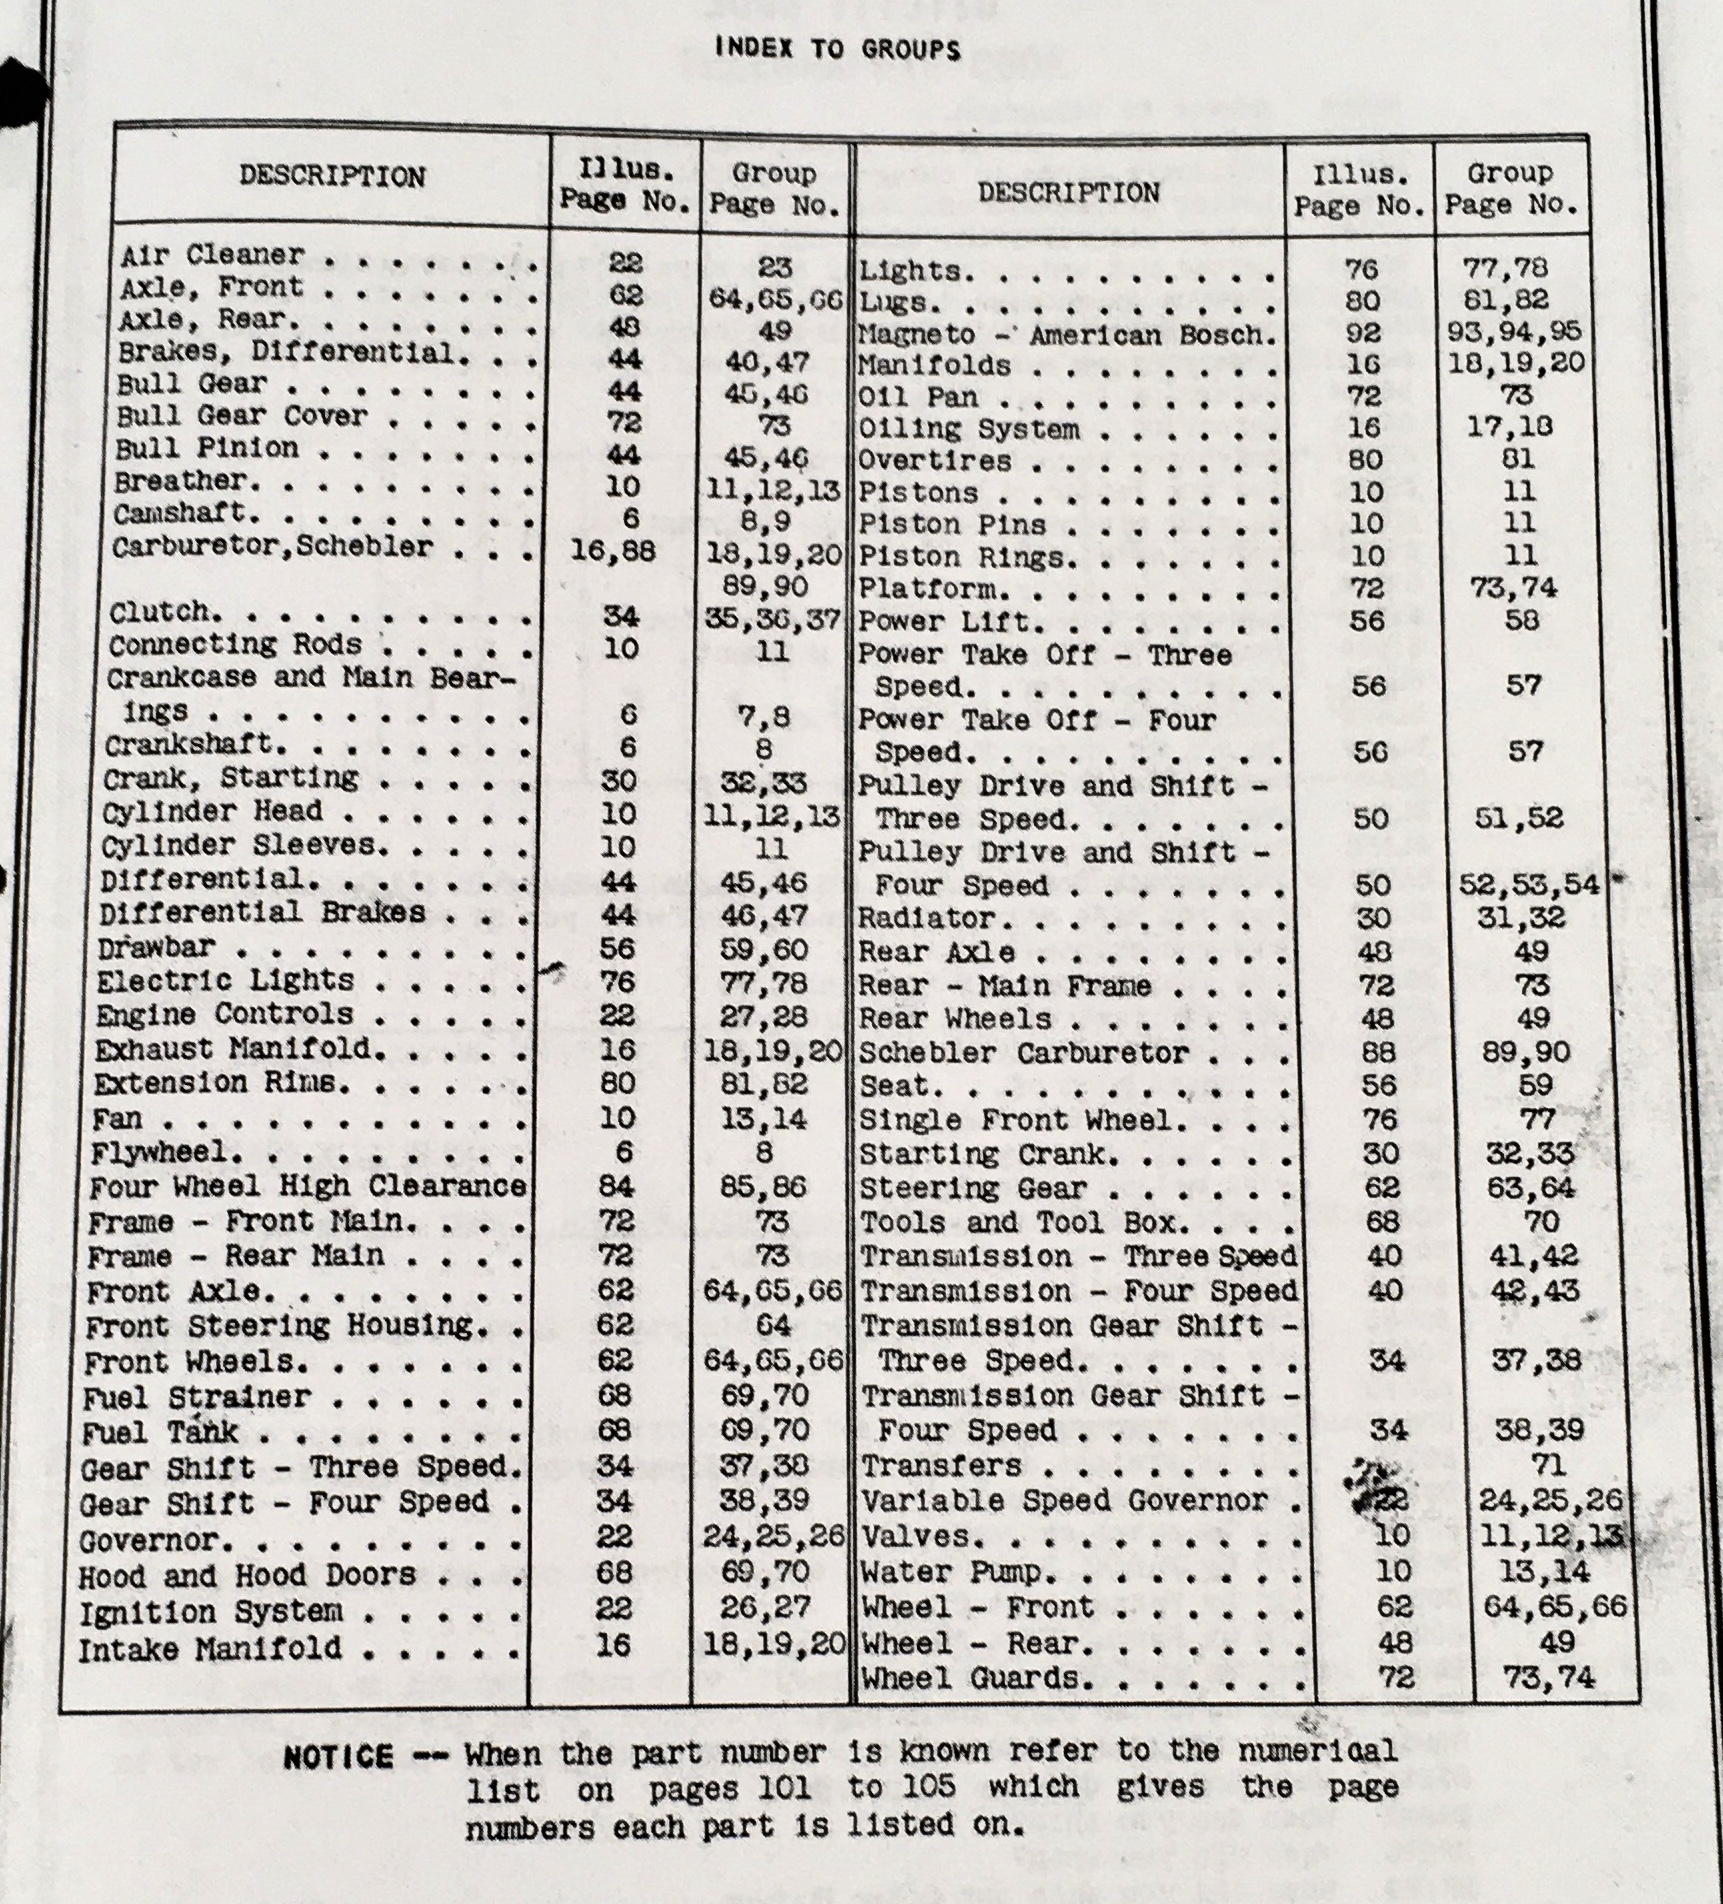 INDEX TO GROUPS
DESCRIPTION Illus. Page No. Group Page No.
Air Cleaner . . . . . . . 22 23
Axle, Front . . . . . . . 62 64,65,66
Axle, Rear. . . . . . . . 48 49
Brakes, Differential. . . 44 46,47
Bull Gear . . . . . . . . 44 45,46
Bull Gear Cover . . . . . 72 73
Bull Pinion . . . . . . . 44 45,46
Breather. . . . . . . . . 10 11,12,13
Camshaft. . . . . . . . . 6 8,9
Carburetor,Schebler . . . 16,88 18,19,20
89,90
Clutch. . . . . . . . . . 34 35,36,37
Connecting Rods . . . . . 10 11
Crankcase and Main Bear-
ings . . . . . . . . . . 6 7,8
Crankshaft. . . . . . . . 6 8
Crank, Starting . . . . . 30 32,33
Cylinder Head . . . . . . 10 11,12,13
Cylinder Sleeves. . . . . 10 11
Differential. . . . . . . 44 45,46
Differential Brakes . . . 44 46,47
Drawbar . . . . . . . . . 56 59,60
Electric Lights . . . . . 76 77,78
Engine Controls . . . . . 22 27,28
Exhaust Manifold. . . . . 16 18,19,20
Extension Rims. . . . . . 80 81,82
Fan . . . . . . . . . . . 10 13,14
Flywheel. . . . . . . . . 6 8
Four Wheel High Clearance 84 85,86
Frame - Front Main. . . . 72 73
Frame - Rear Main . . . . 72 73
Front Axle. . . . . . . . 62 64,65,66
Front Steering Housing. . 62 64
Front Wheels. . . . . . . 62 64,65,66
Fuel Strainer . . . . . . 68 69,70
Fuel Tank . . . . . . . . 68 69,70
Gear Shift - Three Speed. 34 37,38
Gear Shift - Four Speed . 34 38,39
Governor. . . . . . . . . 22 24,25,26
Hood and Hood Doors . . . 68 69,70
Ignition System . . . . . 22 26,27
Intake Manifold . . . . . 16 18,19,20
DESCRIPTION Illus. Page No. Group Page No.
Lights. . . . . . . . . . 76 77,78
Lugs. . . . . . . . . . . 80 81,82
Magneto - American Bosch. 92 93,94,95
Manifolds . . . . . . . . 16 18,19,20
Oil Pan . . . . . . . . . 72 73
Oiling System . . . . . . 16 17,18
Overtires . . . . . . . . 80 81
Pistons . . . . . . . . . 10 11
Piston Pins . . . . . . . 10 11
Piston Rings. . . . . . . 10 11
Platform. . . . . . . . . 72 73,74
Power Lift. . . . . . . . 56 58
Power Take Off - Three
Speed. . . . . . . . . . 56 57
Power Take Off - Four
Speed. . . . . . . . . . 56 57
Pulley Drive and Shift -
Three Speed. . . . . . . 50 51,52
Pulley Drive and Shift -
Four Speed . . . . . . . 50 52,53,54
Radiator. . . . . . . . . 30 31,32
Rear Axle . . . . . . . . 48 49
Rear - Main Frame . . . . 72 73
Rear Wheels . . . . . . . 48 49
Schebler Carburetor . . . 88 89,90
Seat. . . . . . . . . . . 56 59
Single Front Wheel. . . . 76 77
Starting Crank. . . . . . 30 32,33
Steering Gear . . . . . . 62 63,64
Tools and Tool Box. . . . 68 70
Transmission - Three Speed 40 41,42
Transmission - Four Speed 40 42,43
Transmission Gear Shift -
Three Speed. . . . . . . 34 37,38
Transmission Gear Shift -
Four Speed . . . . . . . 34 38,39
Transfers . . . . . . . . 71
Variable Speed Governor . 22 24,25,26
Valves. . . . . . . . . . 10 11,12,13
Water Pump. . . . . . . . 10 13,14
Wheel - Front . . . . . . 62 64,65,66
Wheel - Rear. . . . . . . 48 49
Wheel Guards. . . . . . . 72 73,74
NOTICE -- When the part number is known refer to the numerical
list on pages 101 to 105 which gives the page
numbers each part is listed on.